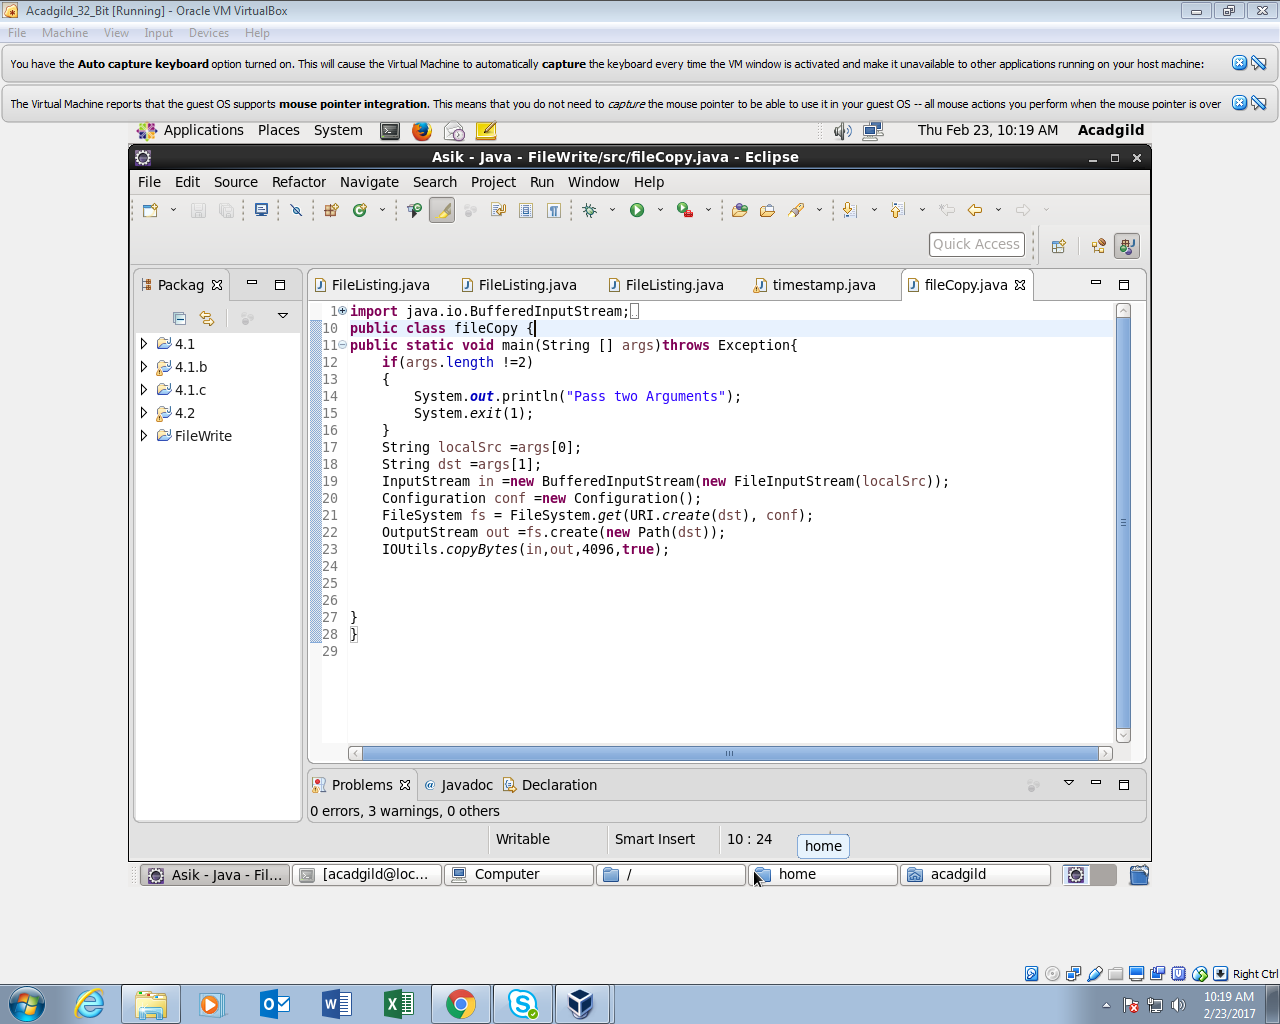 Acadgild_32_Bit [Running] - Oracle VM VirtualBox
File Machine View Input Devices Help
You have the Auto capture keyboard option turned on. This will cause the Virtual Machine to automatically capture the keyboard every time the VM window is activated and make it unavailable to other applications running on your host machine:
The Virtual Machine reports that the guest OS supports mouse pointer integration. This means that you do not need to capture the mouse pointer to be able to use it in your guest OS -- all mouse actions you perform when the mouse pointer is over
Applications Places System Thu Feb 23, 10:19 AM Acadgild
Asik - Java - FileWrite/src/fileCopy.java - Eclipse
File Edit Source Refactor Navigate Search Project Run Window Help
Quick Access
Packag
4.1
4.1.b
4.1.c
4.2
FileWrite
FileListing.java FileListing.java FileListing.java timestamp.java fileCopy.java
1 import java.io.BufferedInputStream;
10 public class fileCopy {
11 public static void main(String [] args)throws Exception{
12 if(args.length !=2)
13 {
14 System.out.println("Pass two Arguments");
15 System.exit(1);
16 }
17 String localSrc =args[0];
18 String dst =args[1];
19 InputStream in =new BufferedInputStream(new FileInputStream(localSrc));
20 Configuration conf =new Configuration();
21 FileSystem fs = FileSystem.get(URI.create(dst), conf);
22 OutputStream out =fs.create(new Path(dst));
23 IOUtils.copyBytes(in,out,4096,true);
24
25
26
27 }
28 }
29
Problems Javadoc Declaration
0 errors, 3 warnings, 0 others
Writable Smart Insert 10 : 24
home
Asik - Java - Fil... [acadgild@loc... Computer / home acadgild
Right Ctrl
10:19 AM
2/23/2017